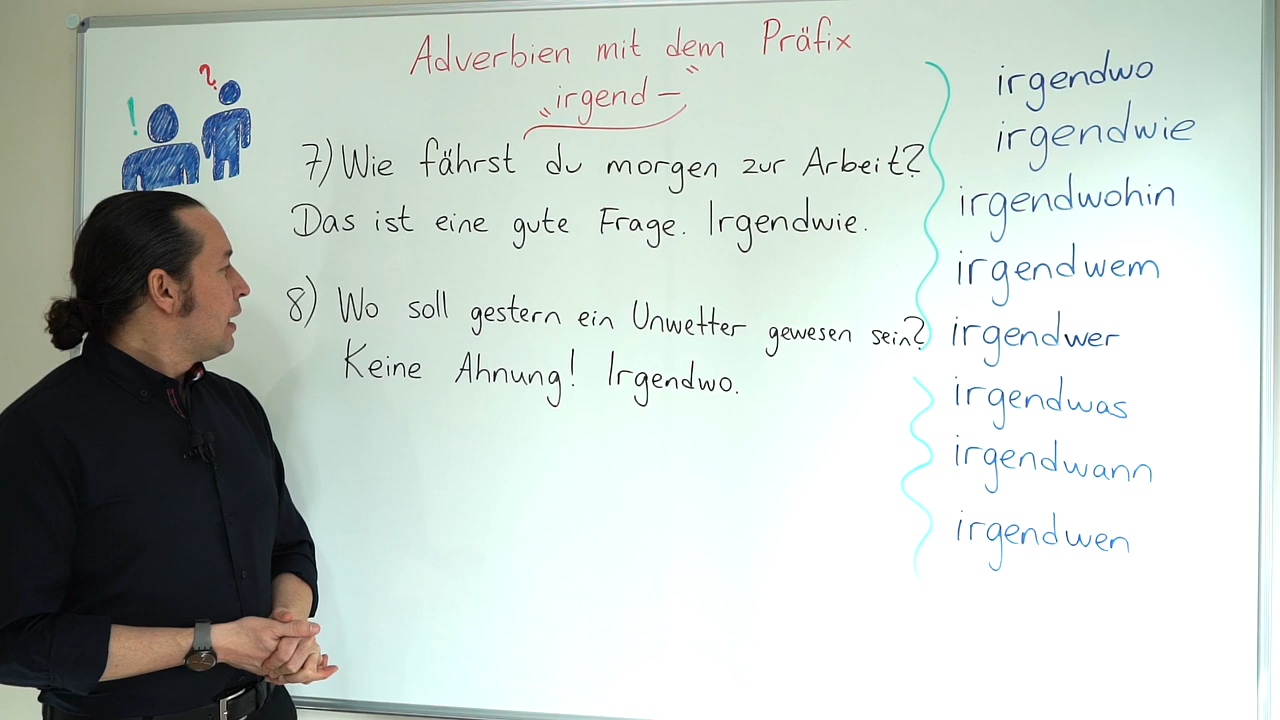 Adverbien mit dem Präfix
"irgend-"
7) Wie fährst du morgen zur Arbeit?
Das ist eine gute Frage. Irgendwie.
8) Wo soll gestern ein Unwetter gewesen sein?
Keine Ahnung! Irgendwo.
irgendwo
irgendwie
irgendwohin
irgendwem
irgendwer
irgendwas
irgendwann
irgendwen
! ?